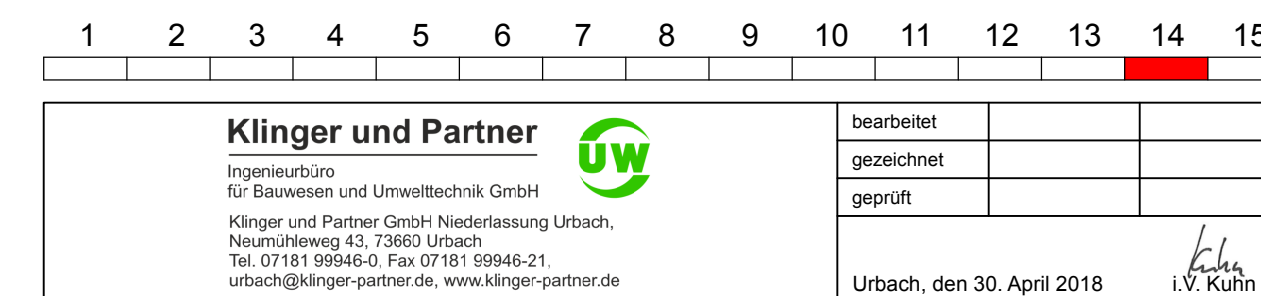 1 2 3 4 5 6 7 8 9 10 11 12 13 14 15
Klinger und Partner
UW
Ingenieurbüro
für Bauwesen und Umwelttechnik GmbH
Klinger und Partner GmbH Niederlassung Urbach,
Neumühleweg 43, 73660 Urbach
Tel. 07181 99946-0, Fax 07181 99946-21,
urbach@klinger-partner.de, www.klinger-partner.de
bearbeitet
gezeichnet
geprüft
Kuhn
Urbach, den 30. April 2018 i.V. Kuhn